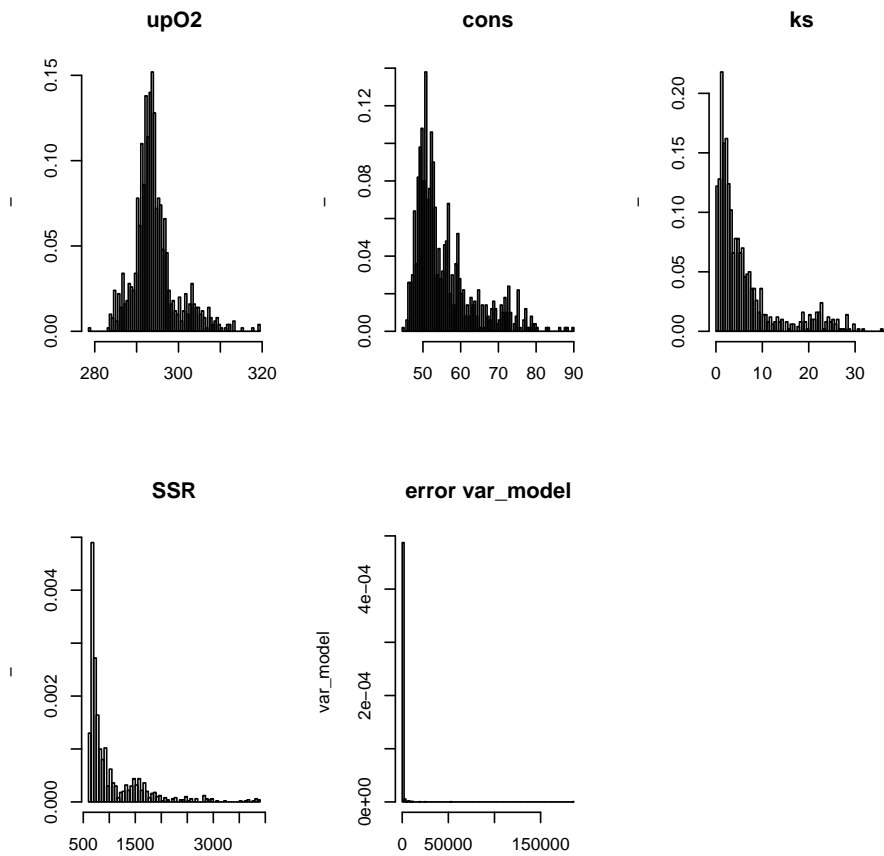 upO2
cons
ks
0.00 0.05 0.10 0.15
280 300 320
–
0.00 0.04 0.08 0.12
50 60 70 80 90
–
0.00 0.05 0.10 0.15 0.20
0 10 20 30
–
SSR
error var_model
0.000 0.002 0.004
500 1500 3000
–
var_model
0e+00 2e-04 4e-04
0 50000 150000